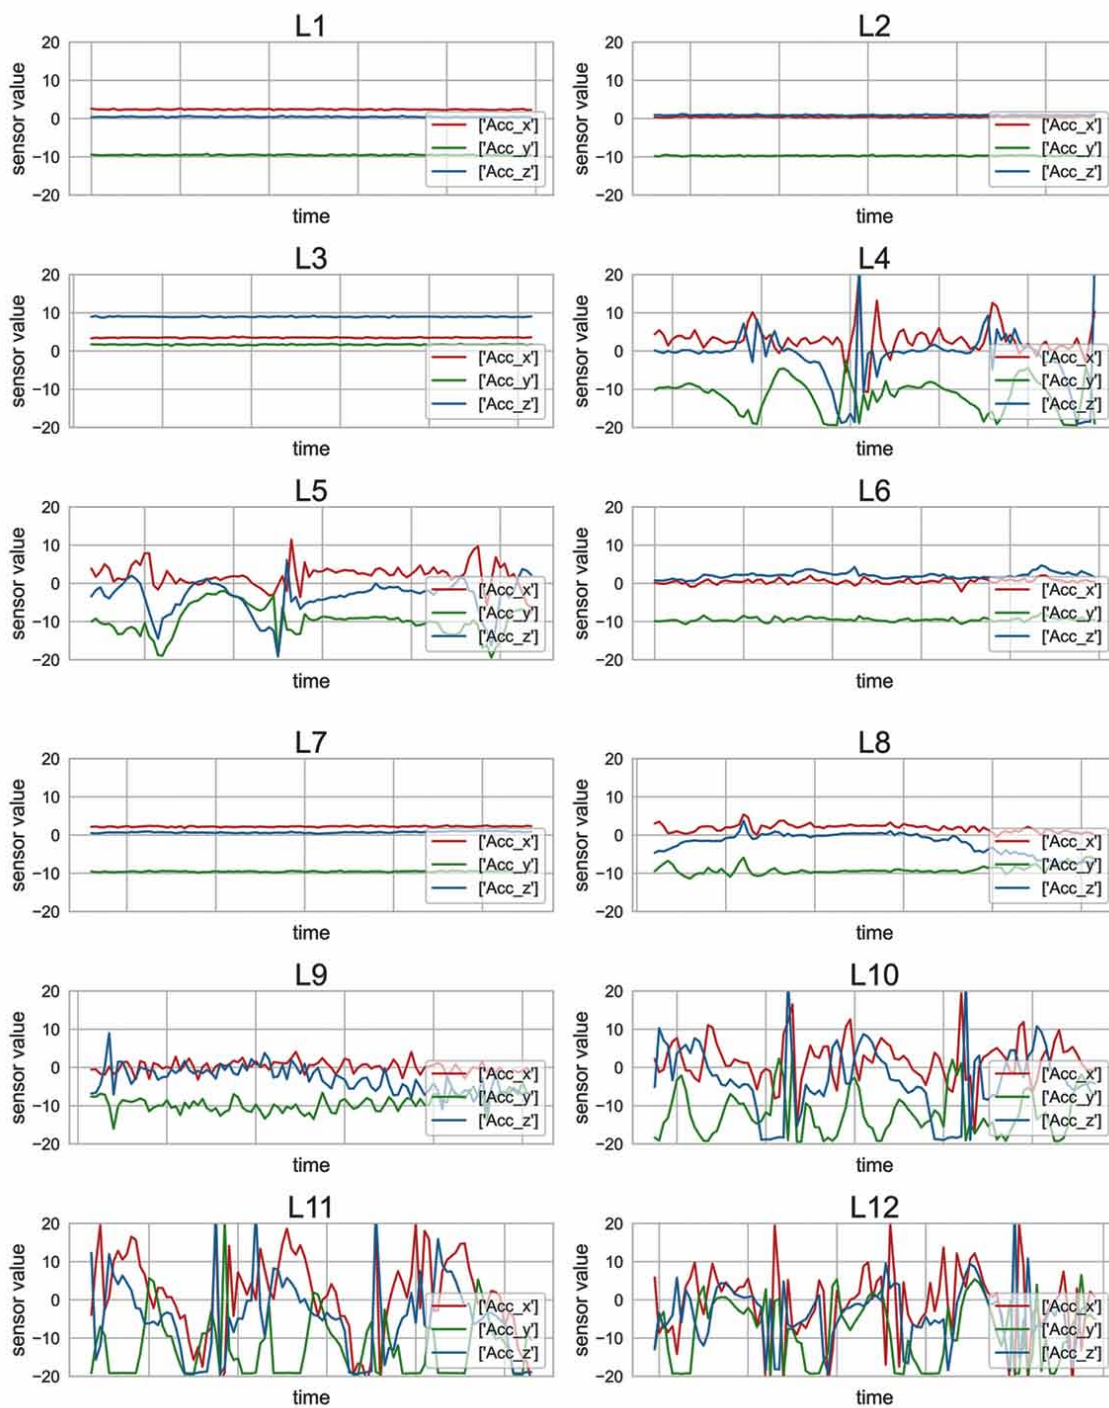 L1
20
10
0
−10
−20
sensor value
['Acc_x']
['Acc_y']
['Acc_z']
time
L2
20
10
0
−10
−20
sensor value
['Acc_x']
['Acc_y']
['Acc_z']
time
L3
20
10
0
−10
−20
sensor value
['Acc_x']
['Acc_y']
['Acc_z']
time
L4
20
10
0
−10
−20
sensor value
['Acc_x']
['Acc_y']
['Acc_z']
time
L5
20
10
0
−10
−20
sensor value
['Acc_x']
['Acc_y']
['Acc_z']
time
L6
20
10
0
−10
−20
sensor value
['Acc_x']
['Acc_y']
['Acc_z']
time
L7
20
10
0
−10
−20
sensor value
['Acc_x']
['Acc_y']
['Acc_z']
time
L8
20
10
0
−10
−20
sensor value
['Acc_x']
['Acc_y']
['Acc_z']
time
L9
20
10
0
−10
−20
sensor value
['Acc_x']
['Acc_y']
['Acc_z']
time
L10
20
10
0
−10
−20
sensor value
['Acc_x']
['Acc_y']
['Acc_z']
time
L11
20
10
0
−10
−20
sensor value
['Acc_x']
['Acc_y']
['Acc_z']
time
L12
20
10
0
−10
−20
sensor value
['Acc_x']
['Acc_y']
['Acc_z']
time